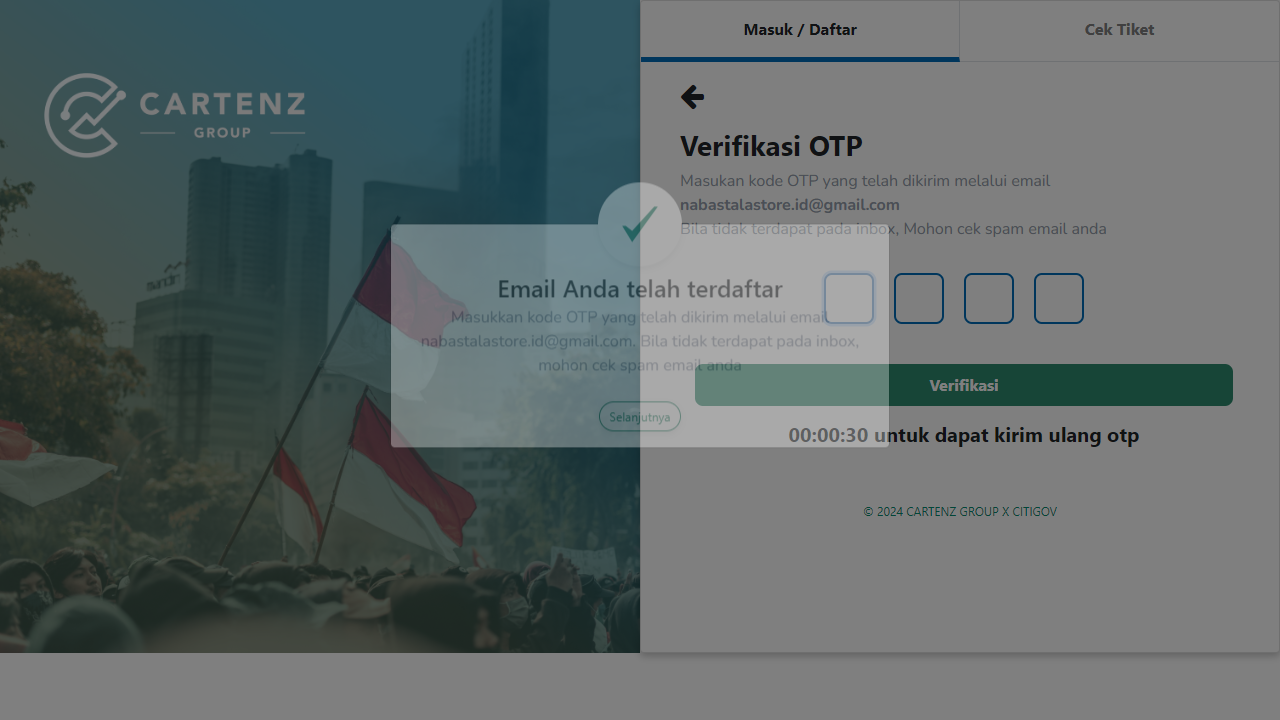 CARTENZ
GROUP
mandiri
Masuk / Daftar
Cek Tiket
Verifikasi OTP
Masukan kode OTP yang telah dikirim melalui email
nabastalastore.id@gmail.com
Bila tidak terdapat pada inbox, Mohon cek spam email anda
Email Anda telah terdaftar
Masukkan kode OTP yang telah dikirim melalui email
nabastalastore.id@gmail.com. Bila tidak terdapat pada inbox,
mohon cek spam email anda
Selanjutnya
Verifikasi
00:00:30 untuk dapat kirim ulang otp
© 2024 CARTENZ GROUP X CITIGOV